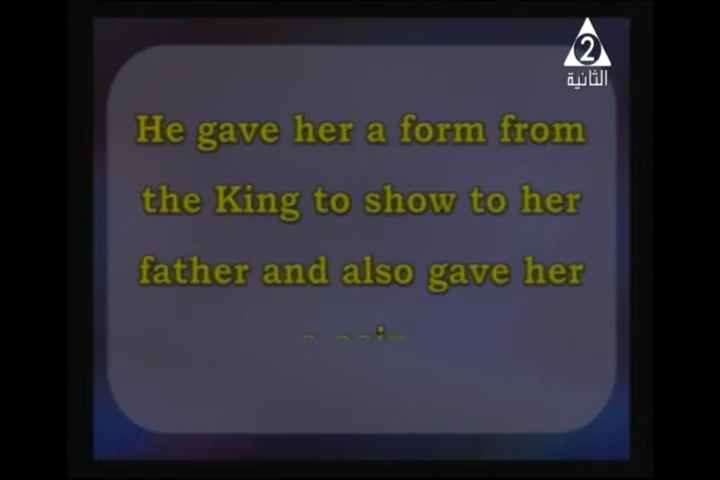 2
الثانية
He gave her a form from
the King to show to her
father and also gave her